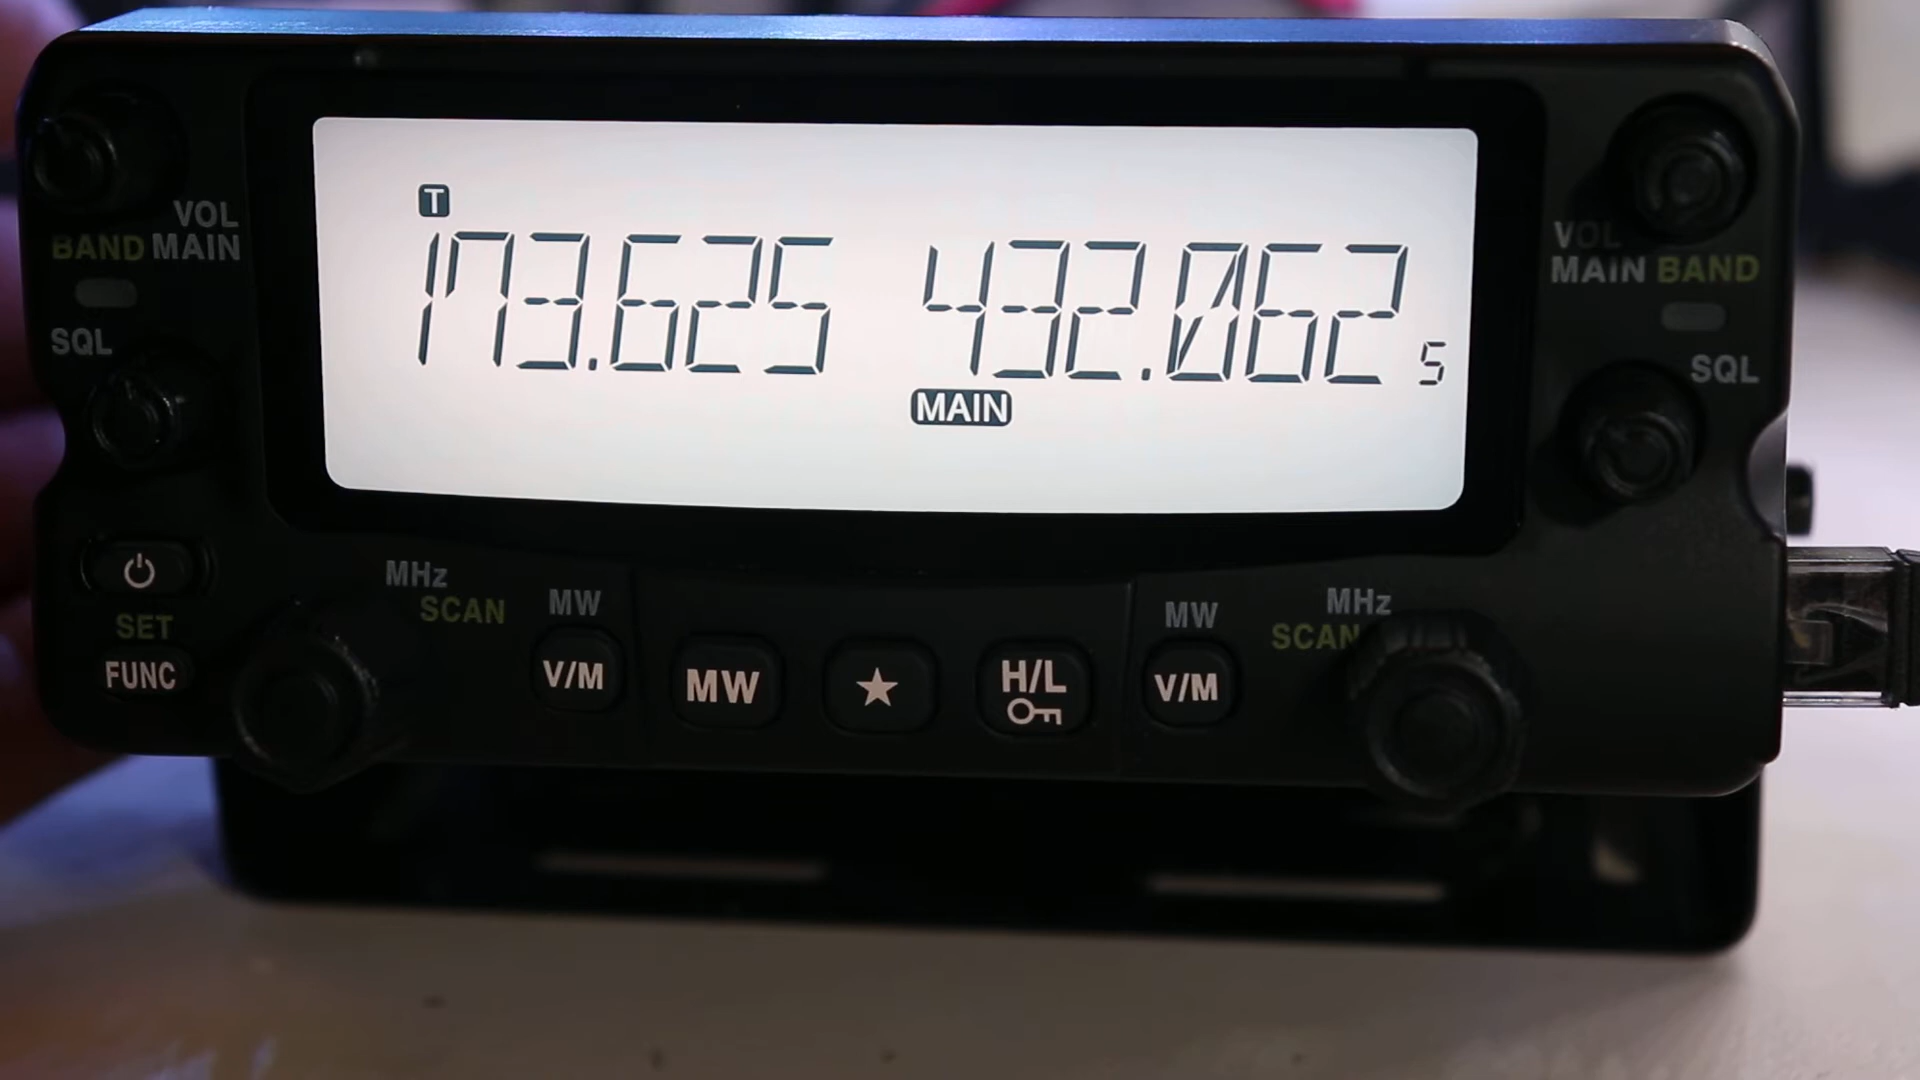 T
173.625 432.062 5
MAIN
VOL
BAND MAIN
SQL
VOL
MAIN BAND
SQL
SET
FUNC
MHz
SCAN
MW
V/M
MW
★
H/L
MW
V/M
MHz
SCAN